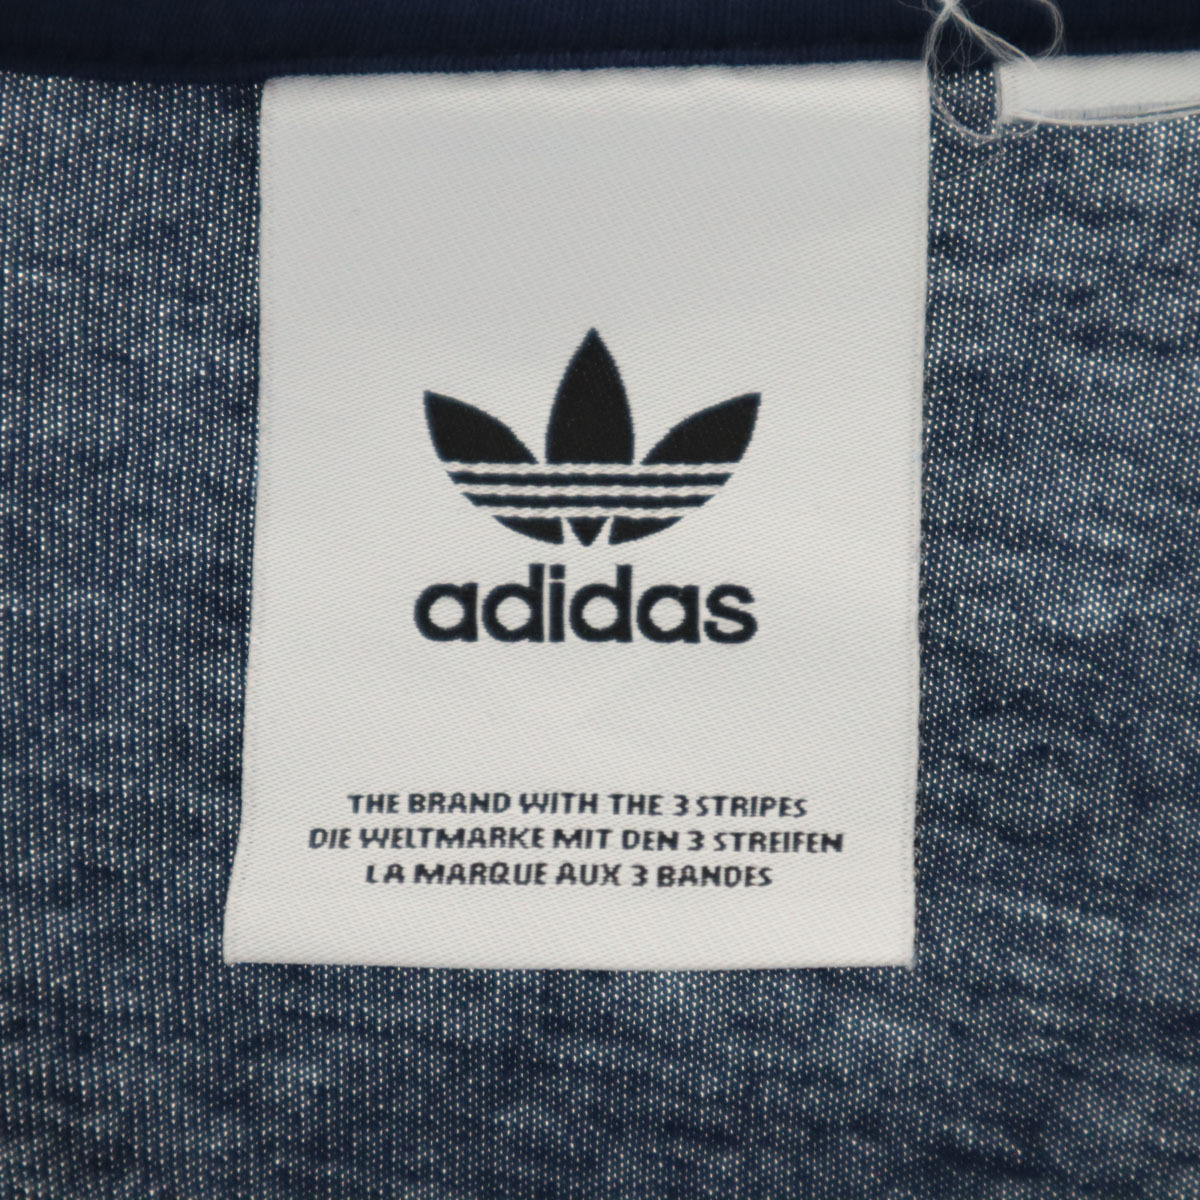 adidas
THE BRAND WITH THE 3 STRIPES
DIE WELTMARKE MIT DEN 3 STREIFEN
LA MARQUE AUX 3 BANDES